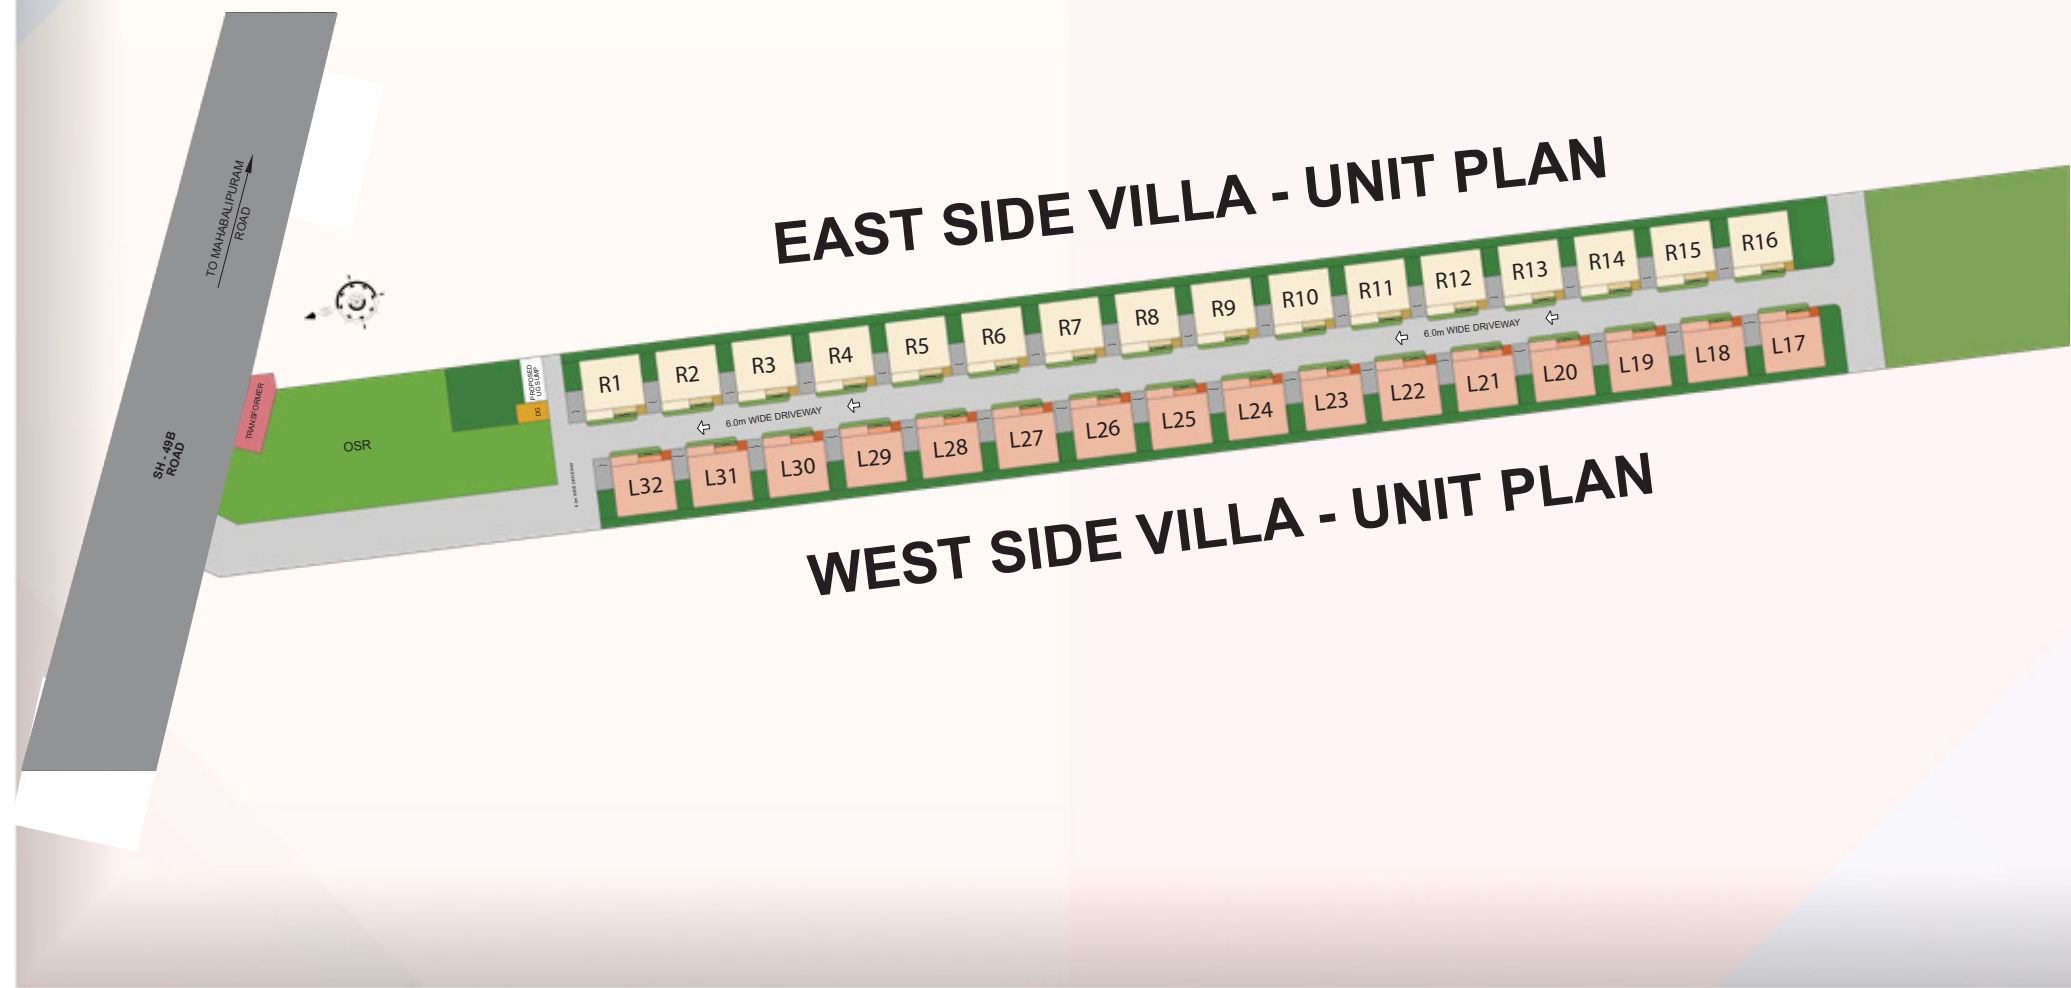 TO MAHABALIPURAM
ROAD
SH - 49B
ROAD
TRANSFORMER
OSR
PROPOSED
UG SUMP
DG
EAST SIDE VILLA - UNIT PLAN
R1
R2
R3
R4
R5
R6
R7
R8
R9
R10
R11
R12
R13
R14
R15
R16
6.0m WIDE DRIVEWAY
6.0m WIDE DRIVEWAY
L32
L31
L30
L29
L28
L27
L26
L25
L24
L23
L22
L21
L20
L19
L18
L17
WEST SIDE VILLA - UNIT PLAN